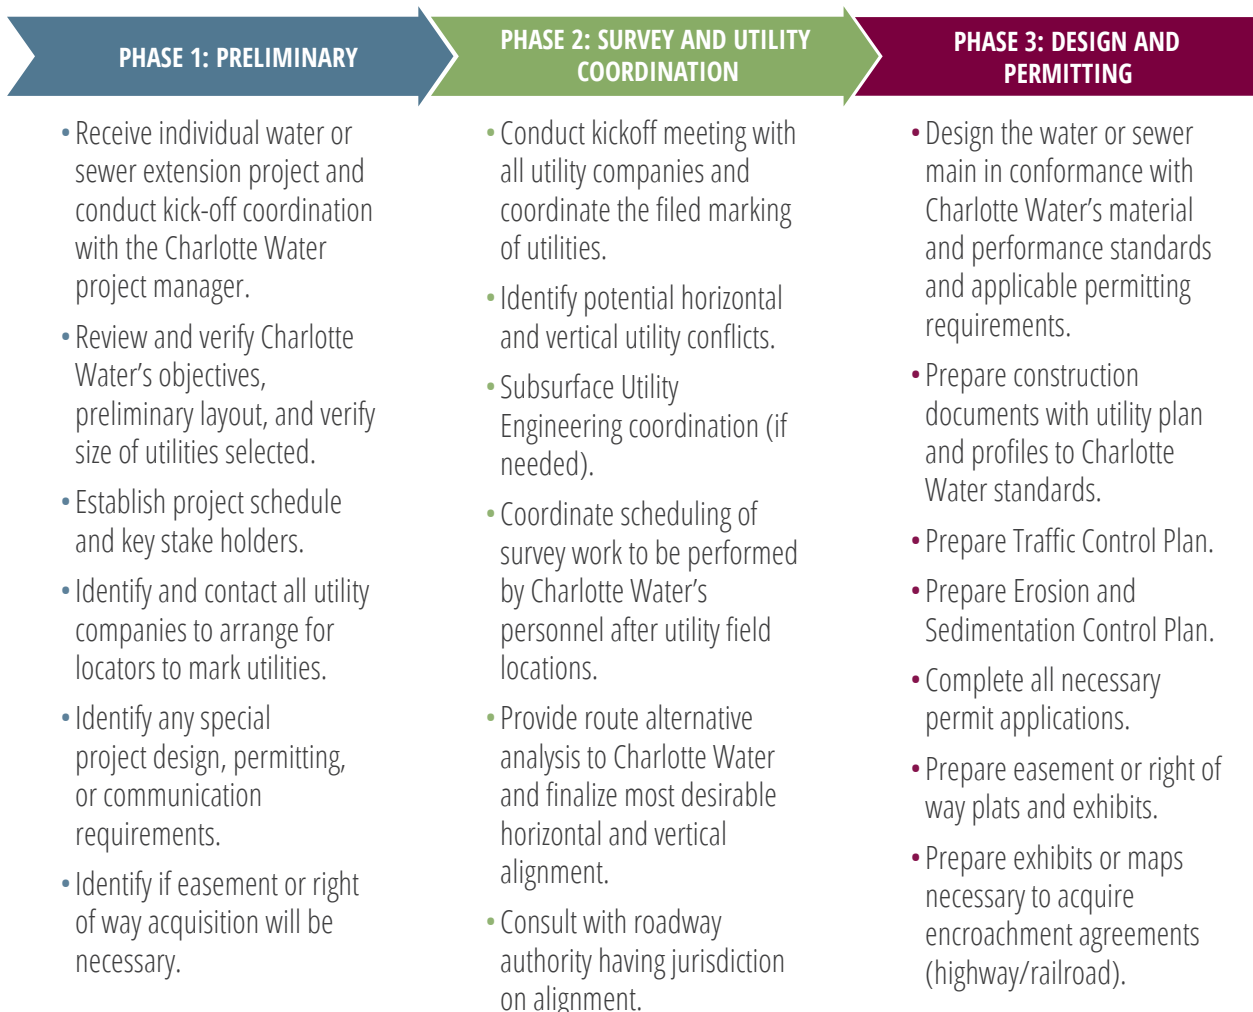 PHASE 1: PRELIMINARY
• Receive individual water or
sewer extension project and
conduct kick-off coordination
with the Charlotte Water
project manager.
• Review and verify Charlotte
Water’s objectives,
preliminary layout, and verify
size of utilities selected.
• Establish project schedule
and key stake holders.
• Identify and contact all utility
companies to arrange for
locators to mark utilities.
• Identify any special
project design, permitting,
or communication
requirements.
• Identify if easement or right
of way acquisition will be
necessary.
PHASE 2: SURVEY AND UTILITY
COORDINATION
• Conduct kickoff meeting with
all utility companies and
coordinate the filed marking
of utilities.
• Identify potential horizontal
and vertical utility conflicts.
• Subsurface Utility
Engineering coordination (if
needed).
• Coordinate scheduling of
survey work to be performed
by Charlotte Water’s
personnel after utility field
locations.
• Provide route alternative
analysis to Charlotte Water
and finalize most desirable
horizontal and vertical
alignment.
• Consult with roadway
authority having jurisdiction
on alignment.
PHASE 3: DESIGN AND
PERMITTING
• Design the water or sewer
main in conformance with
Charlotte Water’s material
and performance standards
and applicable permitting
requirements.
• Prepare construction
documents with utility plan
and profiles to Charlotte
Water standards.
• Prepare Traffic Control Plan.
• Prepare Erosion and
Sedimentation Control Plan.
• Complete all necessary
permit applications.
• Prepare easement or right of
way plats and exhibits.
• Prepare exhibits or maps
necessary to acquire
encroachment agreements
(highway/railroad).